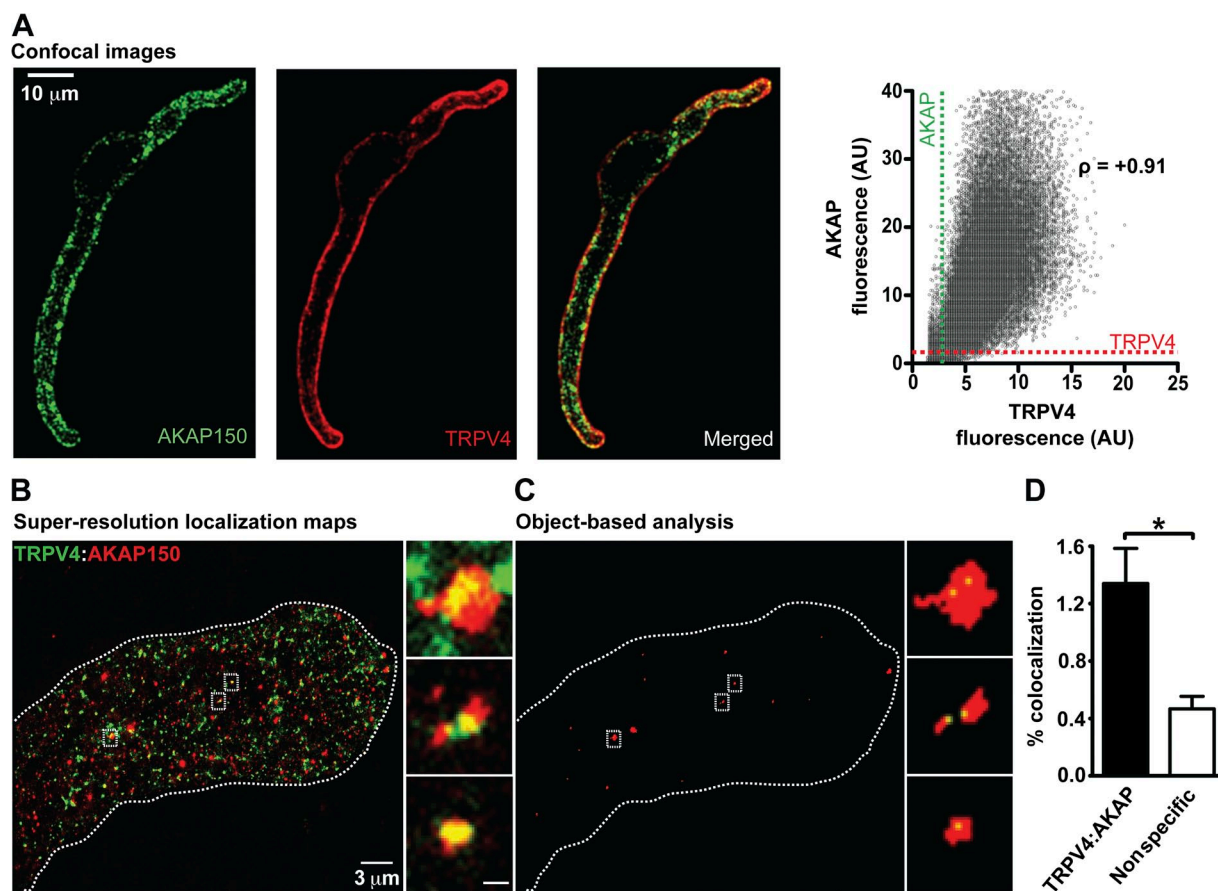 A
Confocal images
10 μm
AKAP150
TRPV4
Merged
AKAP
fluorescence (AU)
40
30
20
10
0
AKAP
ρ = +0.91
TRPV4
0 5 10 15 20 25
TRPV4
fluorescence (AU)
B
Super-resolution localization maps
TRPV4:AKAP150
3 μm
C
Object-based analysis
D
*
% colocalization
1.6
1.2
0.8
0.4
0.0
TRPV4:AKAP
Nonspecific